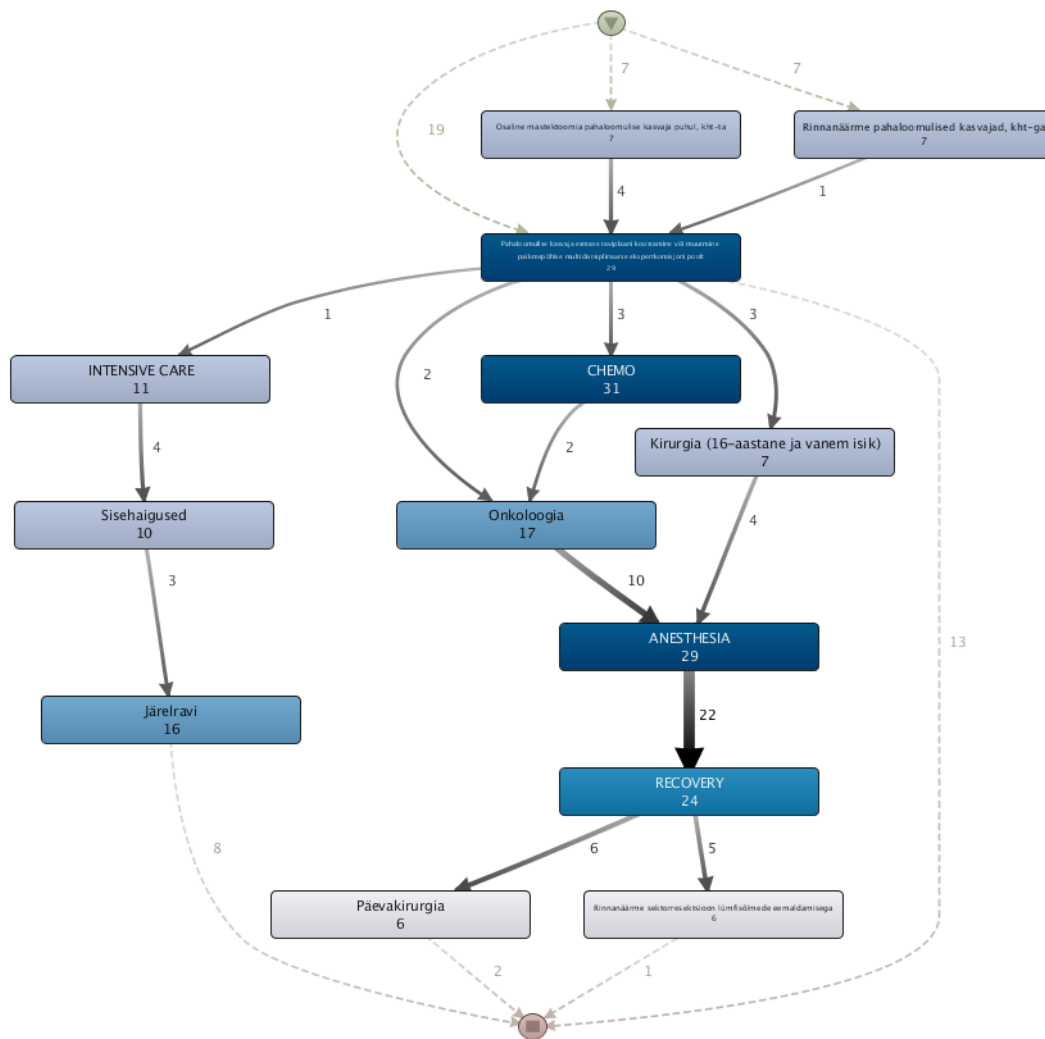 7
7
19
Osaline mastektoomia pahaloomulise kasvaja puhul, kht-ta
7
Rinnanäärme pahaloomulised kasvajad, kht-ga
7
4
1
Pahaloomulise kasvaja esmase raviplaani koostamine või muutmine
paikmepõhise multidistsiplinaarse ekspertkomisjoni poolt
29
1
2
3
3
INTENSIVE CARE
11
CHEMO
31
Kirurgia (16-aastane ja vanem isik)
7
4
2
Sisehaigused
10
Onkoloogia
17
4
3
10
ANESTHESIA
29
13
Järelravi
16
22
RECOVERY
24
8
6
5
Päevakirurgia
6
Rinnanäärme sektorresektsioon lümfisõlmede eemaldamisega
6
2
1